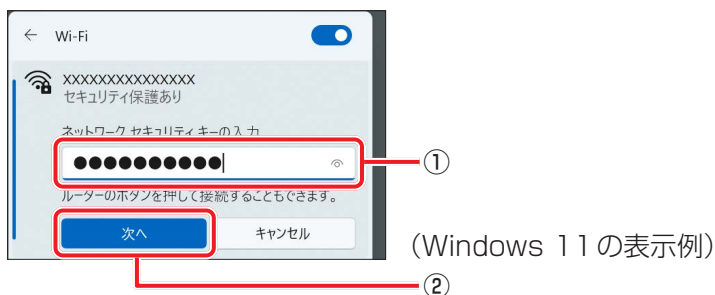 ← Wi-Fi
XXXXXXXXXXXXXXX
セキュリティ保護あり
ネットワーク セキュリティ キーの入力
●●●●●●●●●●
①
ルーターのボタンを押して接続することもできます。
次へ キャンセル
(Windows 11の表示例)
②